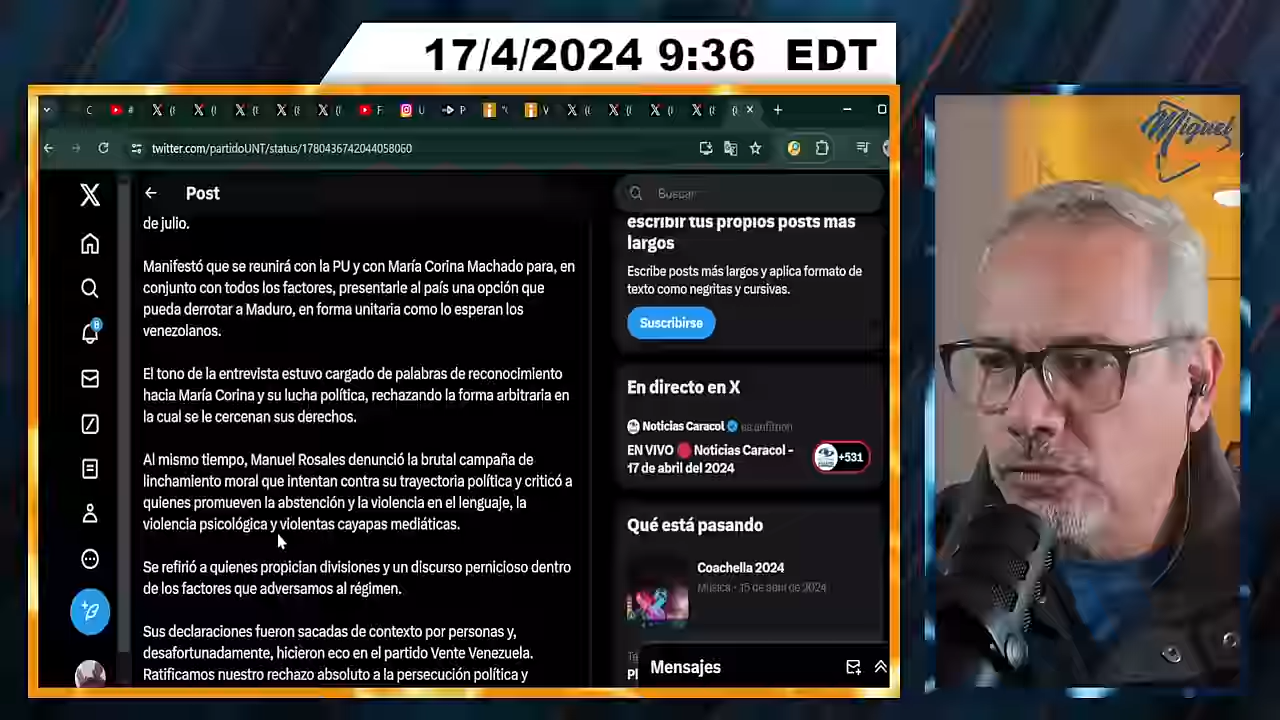 17/4/2024 9:36 EDT
twitter.com/partidoUNT/status/1780436742044058060
Post
Buscar
de julio.
Manifestó que se reunirá con la PU y con María Corina Machado para, en
conjunto con todos los factores, presentarle al país una opción que
pueda derrotar a Maduro, en forma unitaria como lo esperan los
venezolanos.
El tono de la entrevista estuvo cargado de palabras de reconocimiento
hacia María Corina y su lucha política, rechazando la forma arbitraria en
la cual se le cercenan sus derechos.
Al mismo tiempo, Manuel Rosales denunció la brutal campaña de
linchamiento moral que intentan contra su trayectoria política y criticó a
quienes promueven la abstención y la violencia en el lenguaje, la
violencia psicológica y violentas cayapas mediáticas.
Se refirió a quienes propician divisiones y un discurso pernicioso dentro
de los factores que adversamos al régimen.
Sus declaraciones fueron sacadas de contexto por personas y,
desafortunadamente, hicieron eco en el partido Vente Venezuela.
Ratificamos nuestro rechazo absoluto a la persecución política y
escribir tus propios posts más
largos
Escribe posts más largos y aplica formato de
texto como negritas y cursivas.
Suscribirse
En directo en X
Noticias Caracol es anfitrión
EN VIVO 🔴 Noticias Caracol -
17 de abril del 2024
+531
Qué está pasando
Coachella 2024
Música · 15 de abril de 2024
Mensajes
8
Miguel